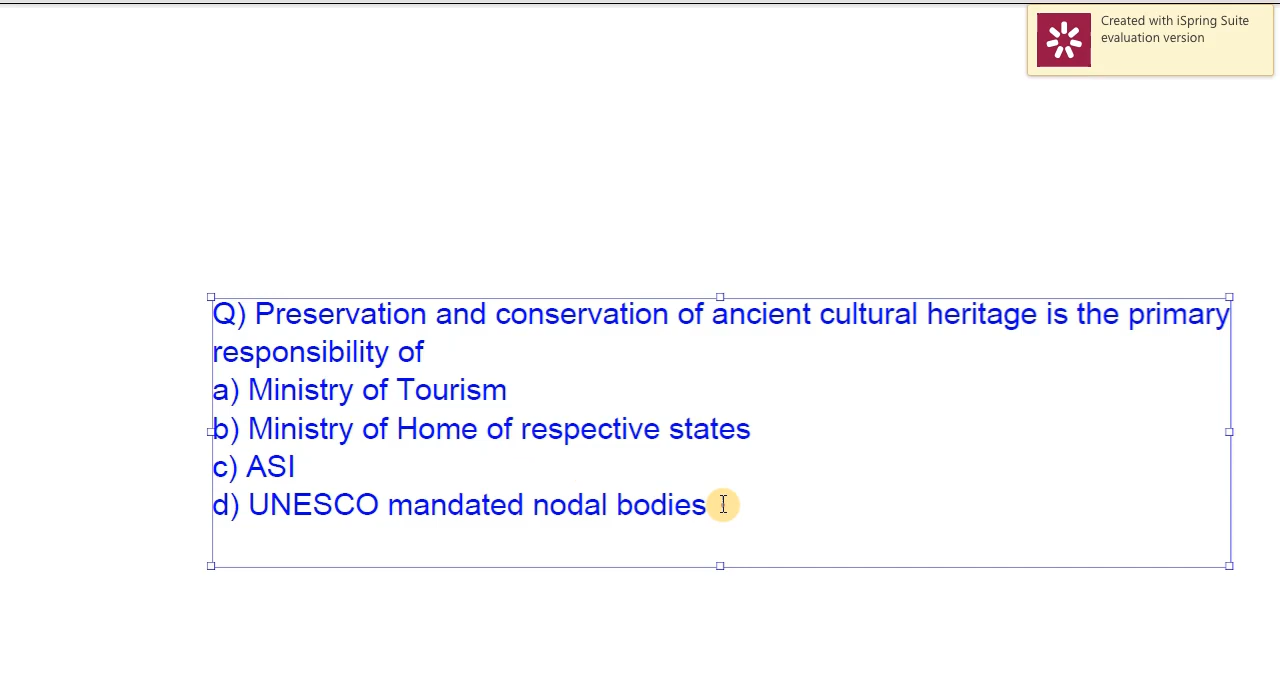 Created with iSpring Suite
evaluation version
Q) Preservation and conservation of ancient cultural heritage is the primary
responsibility of
a) Ministry of Tourism
b) Ministry of Home of respective states
c) ASI
d) UNESCO mandated nodal bodies